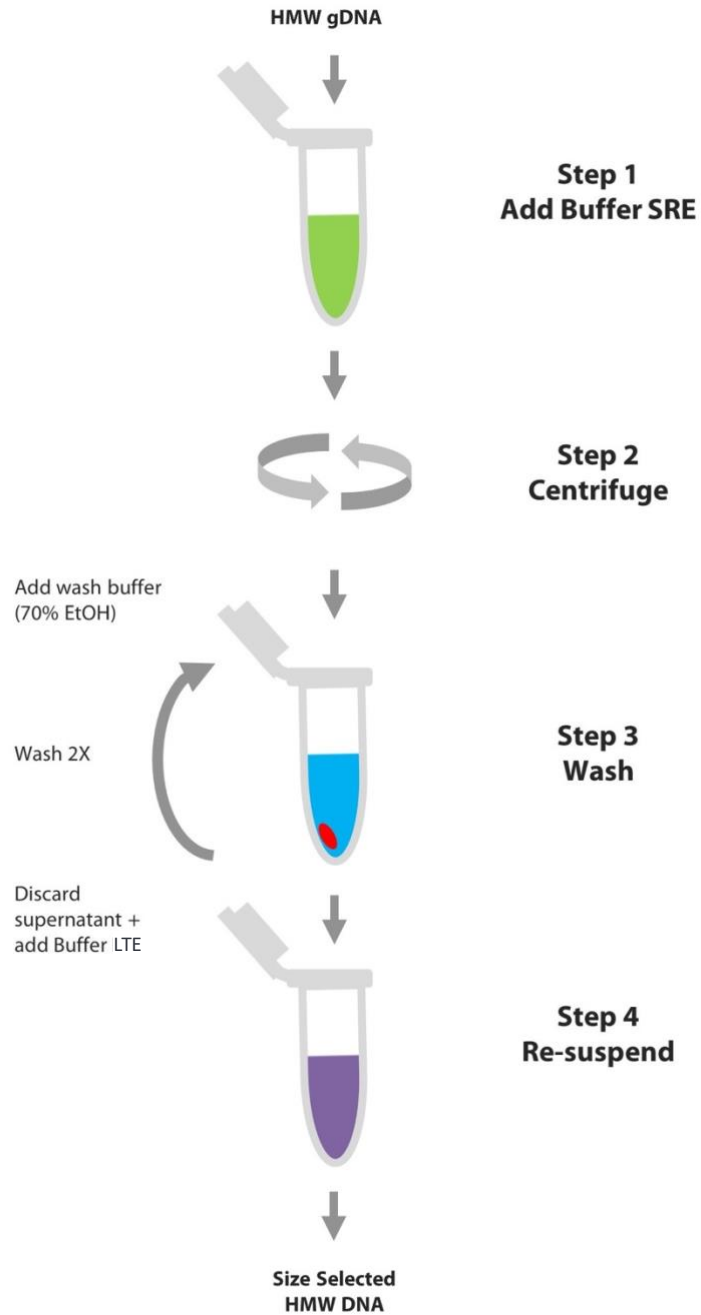 HMW gDNA
Step 1
Add Buffer SRE
Step 2
Centrifuge
Add wash buffer
(70% EtOH)
Wash 2X
Step 3
Wash
Discard
supernatant +
add Buffer LTE
Step 4
Re-suspend
Size Selected
HMW DNA